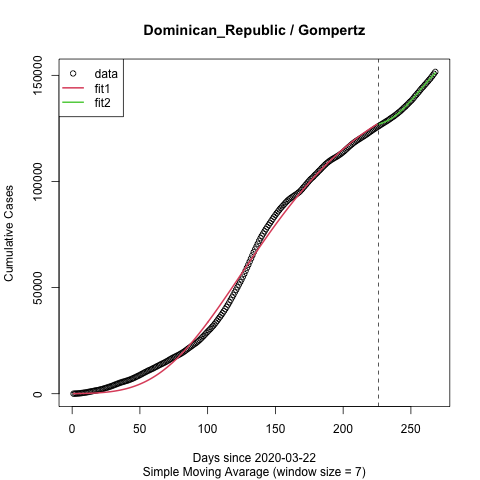 Dominican_Republic / Gompertz
data
fit1
fit2
Cumulative Cases
0
50000
100000
150000
0 50 100 150 200 250
Days since 2020-03-22
Simple Moving Avarage (window size = 7)